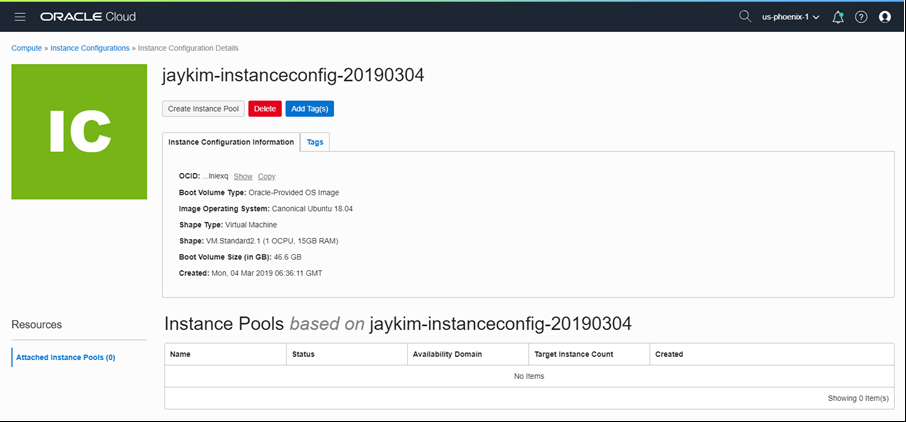 ORACLE Cloud
us-phoenix-1
Compute » Instance Configurations » Instance Configuration Details
IC
jaykim-instanceconfig-20190304
Create Instance Pool Delete Add Tag(s)
Instance Configuration Information Tags
OCID: ...lniexq Show Copy
Boot Volume Type: Oracle-Provided OS Image
Image Operating System: Canonical Ubuntu 18.04
Shape Type: Virtual Machine
Shape: VM.Standard2.1 (1 OCPU, 15GB RAM)
Boot Volume Size (in GB): 46.6 GB
Created: Mon, 04 Mar 2019 06:36:11 GMT
Resources
Attached Instance Pools (0)
Instance Pools based on jaykim-instanceconfig-20190304
Name Status Availability Domain Target Instance Count Created
No Items
Showing 0 Item(s)